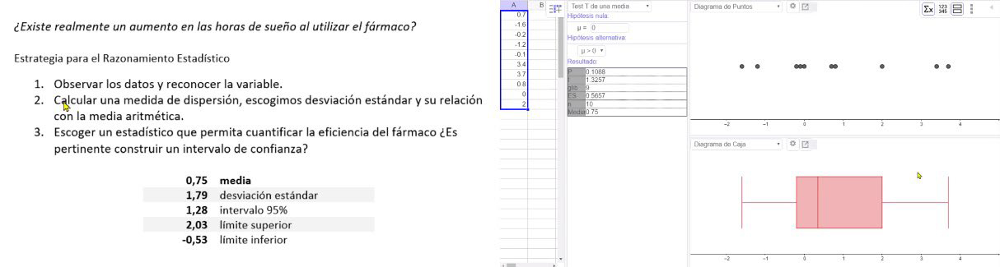 ¿Existe realmente un aumento en las horas de sueño al utilizar el fármaco?
Estrategia para el Razonamiento Estadístico
1. Observar los datos y reconocer la variable.
2. Calcular una medida de dispersión, escogimos desviación estándar y su relación
con la media aritmética.
3. Escoger un estadístico que permita cuantificar la eficiencia del fármaco ¿Es
pertinente construir un intervalo de confianza?
0,75 media
1,79 desviación estándar
1,28 intervalo 95%
2,03 límite superior
-0,53 límite inferior
A B
0.7
-1.6
-0.2
-1.2
-0.1
3.4
3.7
0.8
0
2
Test T de una media
Hipótesis nula:
μ = 0
Hipótesis alternativa:
μ > 0
Resultado:
P 0.1088
t 1.3257
glib 9
ES 0.5657
n 10
Media 0.75
Diagrama de Puntos
Σx 123
345
-2 -1 0 1 2 3 4
Diagrama de Caja
-2 -1 0 1 2 3 4